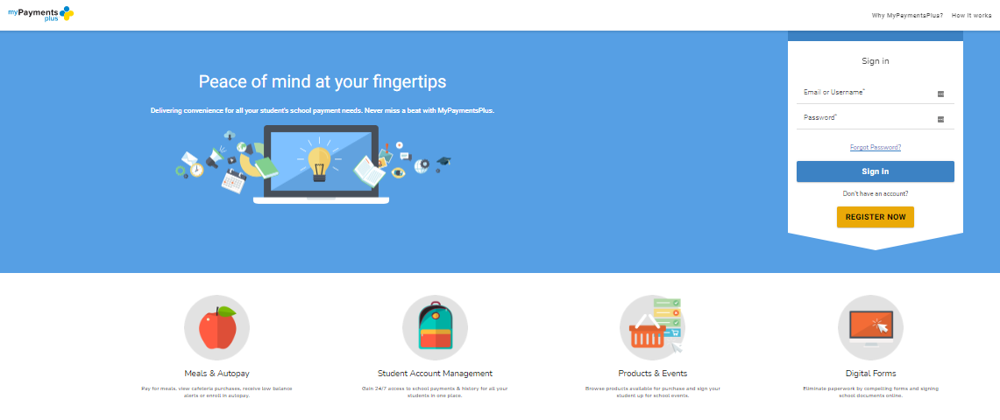 myPayments
plus
Why MyPaymentsPlus? How it works
Sign in
Peace of mind at your fingertips
Email or Username*
Delivering convenience for all your student's school payment needs. Never miss a beat with MyPaymentsPlus.
Password*
Forgot Password?
Sign In
Don't have an account?
REGISTER NOW
Meals & Autopay
Pay for meals, view cafeteria purchases, receive low balance
alerts or enroll in autopay.
Student Account Management
Gain 24/7 access to school payments & history for all your
students in one place.
Products & Events
Browse products available for purchase and sign your
student up for school events.
Digital Forms
Eliminate paperwork by compelting forms and signing
school documents online.